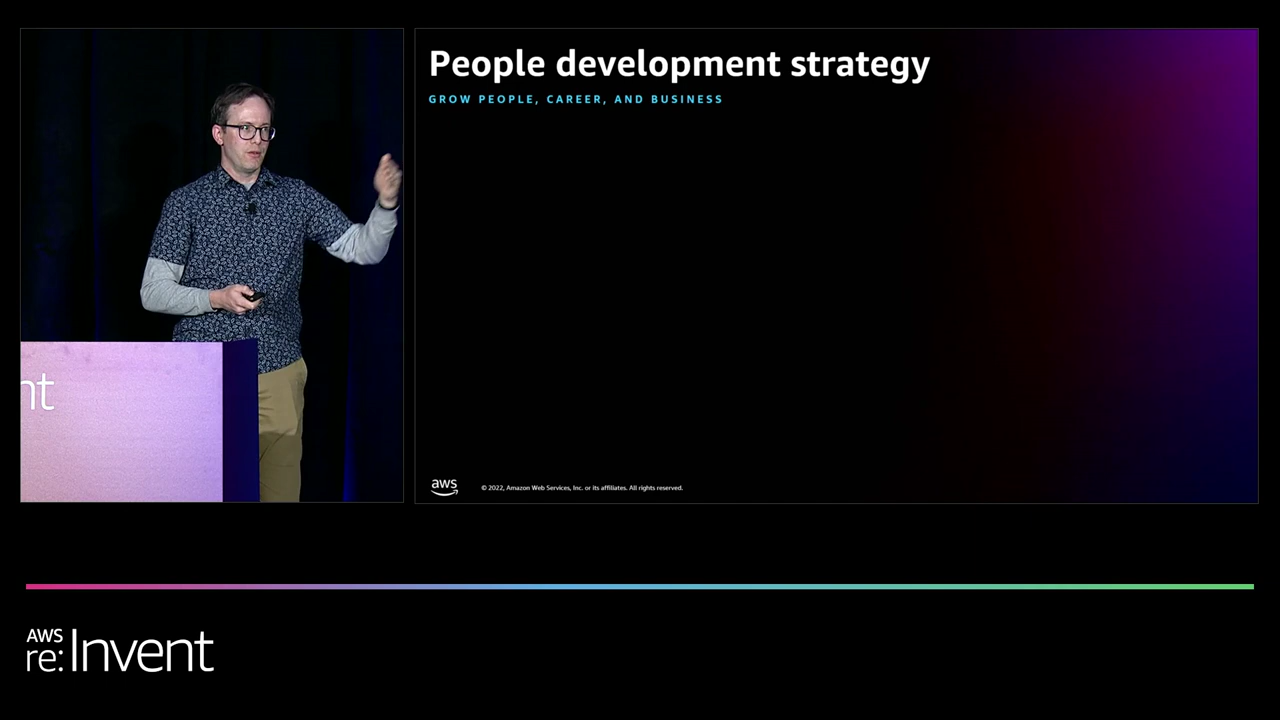 People development strategy
GROW PEOPLE, CAREER, AND BUSINESS
nt
aws
© 2022, Amazon Web Services, Inc. or its affiliates. All rights reserved.
AWS
re:Invent